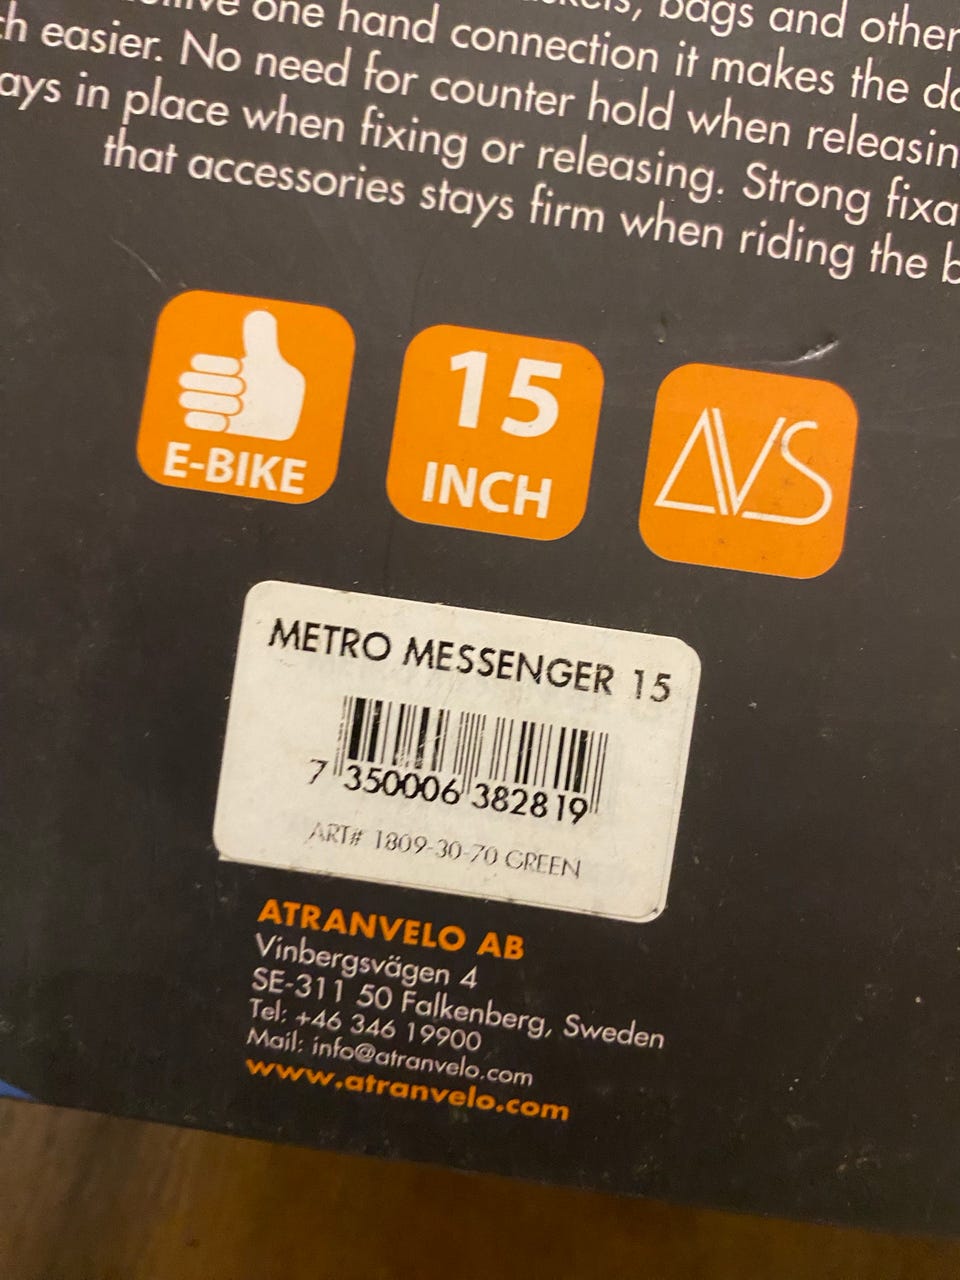 one hand connection it makes the
easier. No need for counter hold when
in place when fixing or releasing. Strong
that accessories stays firm when riding the
bags and other
E-BIKE
15
INCH
AVS
METRO MESSENGER 15
7 350006 382819
ART# 1809-30-70 GREEN
ATRANVELO AB
Vinbergsvägen 4
SE-311 50 Falkenberg, Sweden
Tel: +46 346 19900
Mail: info@atranvelo.com
www.atranvelo.com